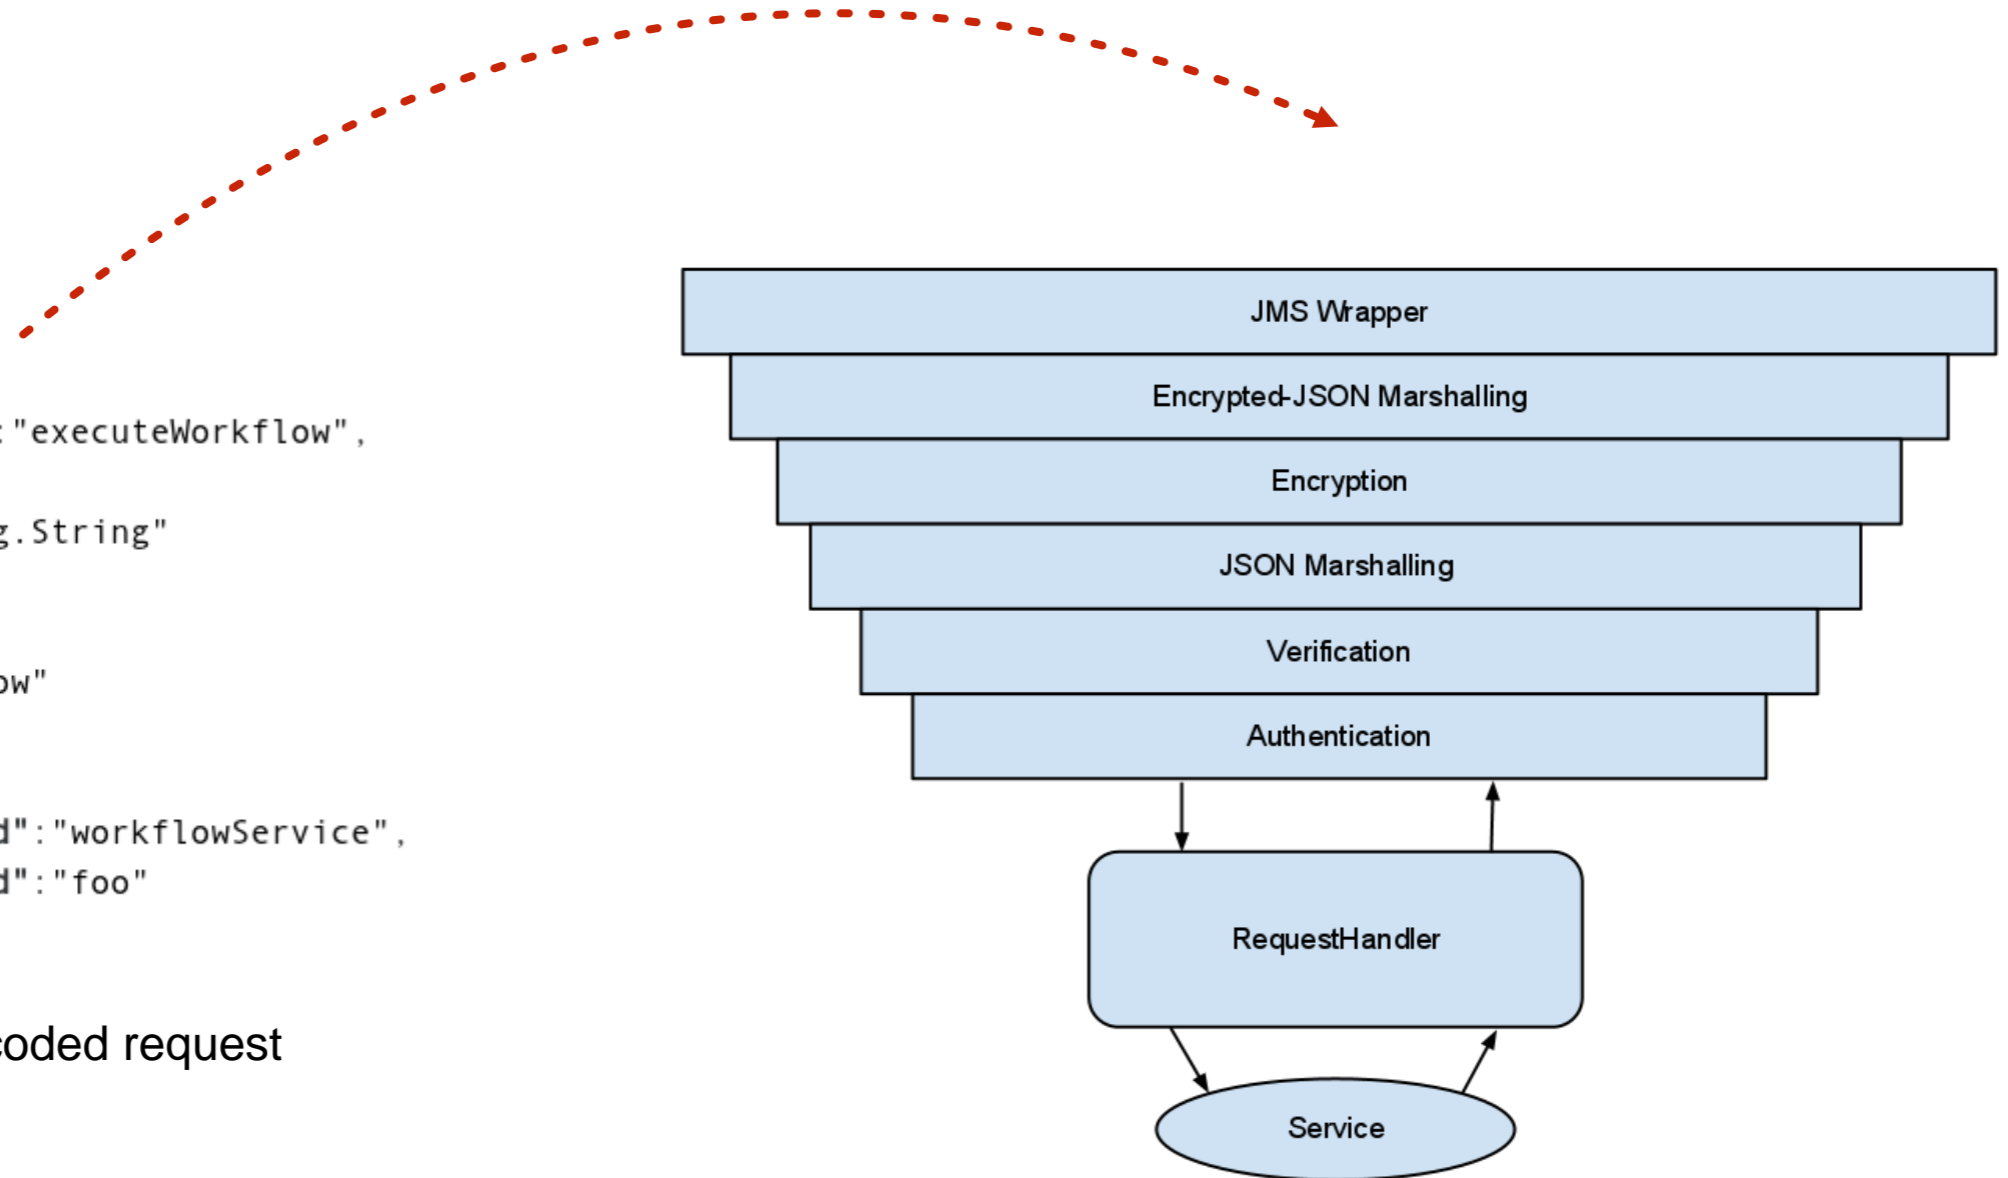 :"executeWorkflow",
g.String"
ow"
d":"workflowService",
d":"foo"
coded request
JMS Wrapper
Encrypted-JSON Marshalling
Encryption
JSON Marshalling
Verification
Authentication
RequestHandler
Service